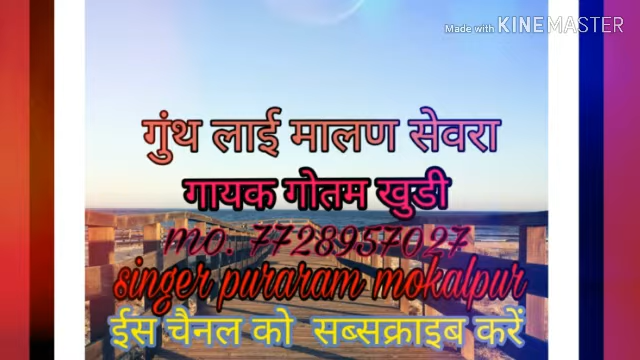 Made with KINEMASTER
गुंथ लाई मालण सेवरा
गायक गोतम खुडी
mo. 7728957027
singer puraram mokalpur
ईस चैनल को सब्सक्राइब करें